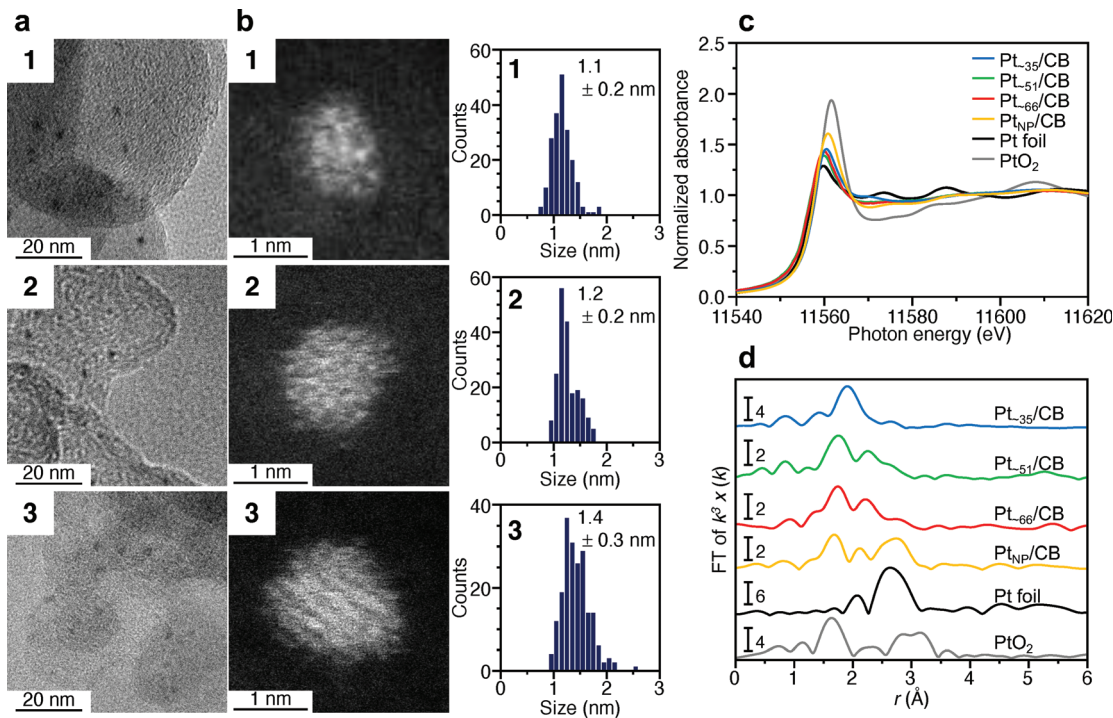 a
1
20 nm
2
20 nm
3
20 nm
b
1
1 nm
2
1 nm
3
1 nm
60
40
20
0
Counts
1
1.1
± 0.2 nm
0 1 2 3
Size (nm)
60
40
20
0
Counts
2
1.2
± 0.2 nm
0 1 2 3
Size (nm)
40
20
0
Counts
3
1.4
± 0.3 nm
0 1 2 3
Size (nm)
c
2.5
2.0
1.5
1.0
0.5
0.0
Normalized absorbance
Pt~35/CB
Pt~51/CB
Pt~66/CB
PtNP/CB
Pt foil
PtO2
11540 11560 11580 11600 11620
Photon energy (eV)
d
FT of k³ x (k)
4 Pt~35/CB
2 Pt~51/CB
2 Pt~66/CB
2 PtNP/CB
6 Pt foil
4 PtO2
0 1 2 3 4 5 6
r (Å)